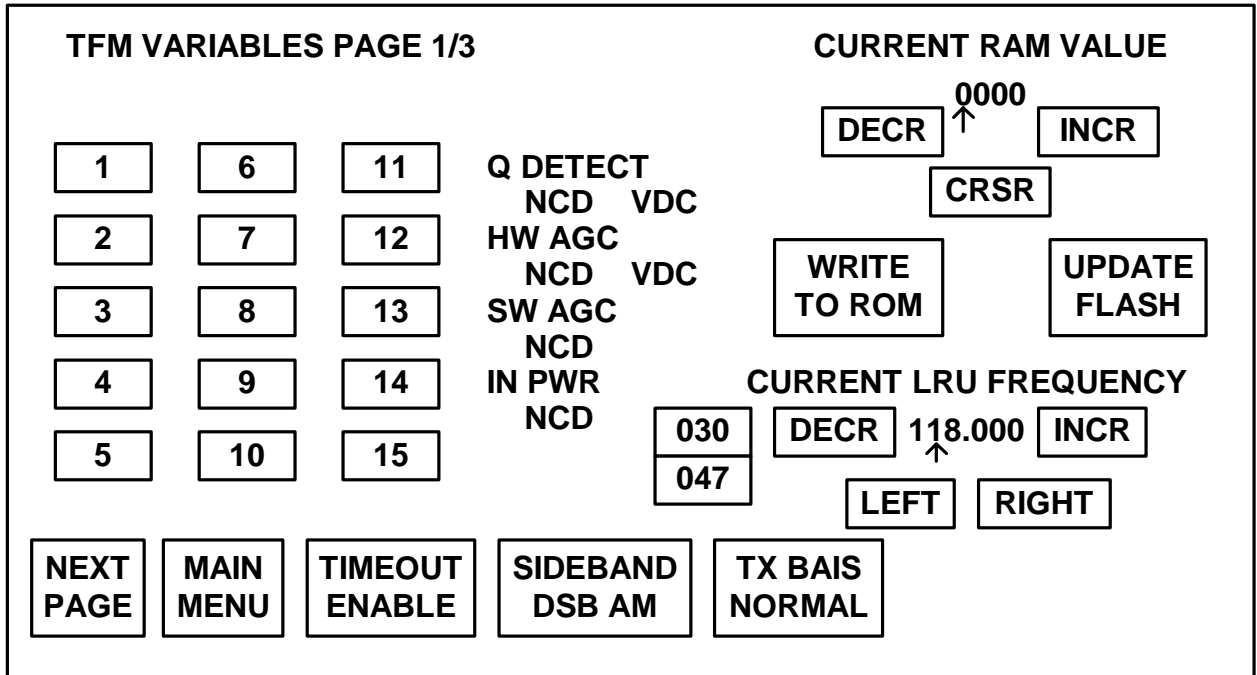 TFM VARIABLES PAGE 1/3
CURRENT RAM VALUE
0000
DECR
INCR
CRSR
1 6 11
2 7 12
3 8 13
4 9 14
5 10 15
Q DETECT
NCD VDC
HW AGC
NCD VDC
SW AGC
NCD
IN PWR
NCD
WRITE
TO ROM
UPDATE
FLASH
CURRENT LRU FREQUENCY
030
047
DECR 118.000 INCR
LEFT RIGHT
NEXT
PAGE
MAIN
MENU
TIMEOUT
ENABLE
SIDEBAND
DSB AM
TX BAIS
NORMAL